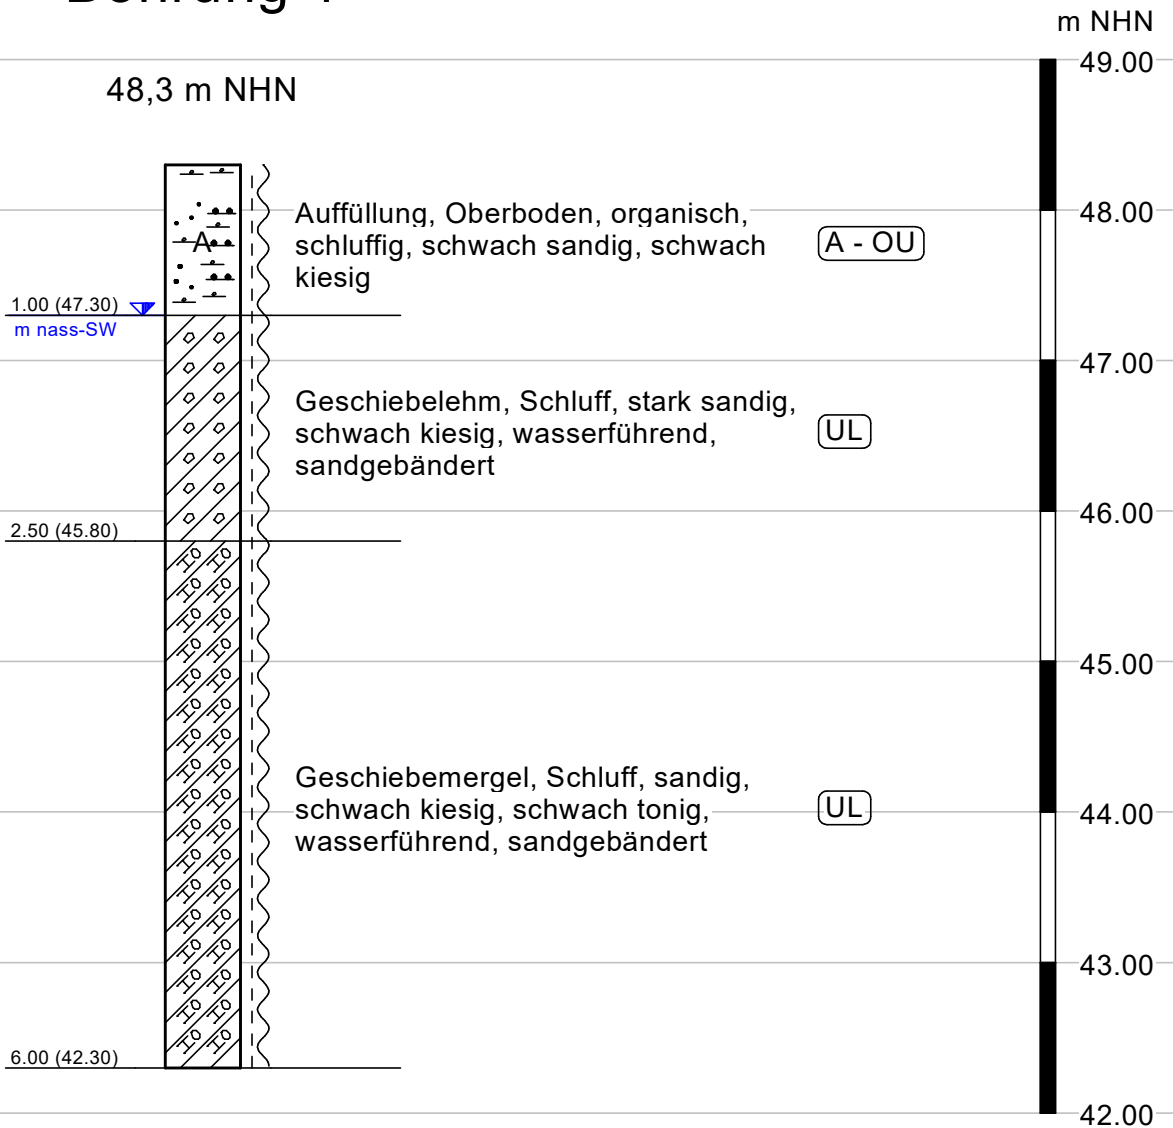 m NHN
49.00
48,3 m NHN
Auffüllung, Oberboden, organisch,
schluffig, schwach sandig, schwach
kiesig
A - OU
A
48.00
1.00 (47.30)
m nass-SW
47.00
Geschiebelehm, Schluff, stark sandig,
schwach kiesig, wasserführend,
sandgebändert
UL
46.00
2.50 (45.80)
45.00
Geschiebemergel, Schluff, sandig,
schwach kiesig, schwach tonig,
wasserführend, sandgebändert
UL
44.00
43.00
6.00 (42.30)
42.00